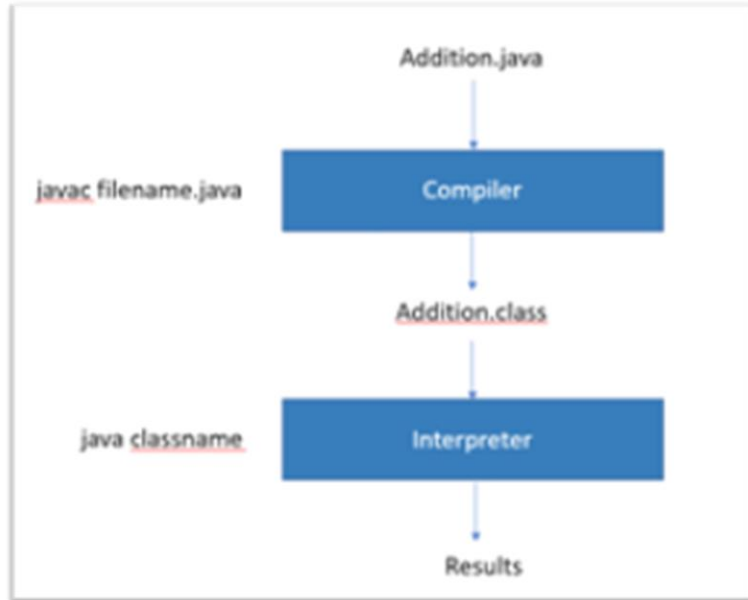 Addition.java
javac filename.java
Compiler
Addition.class
java classname
Interpreter
Results